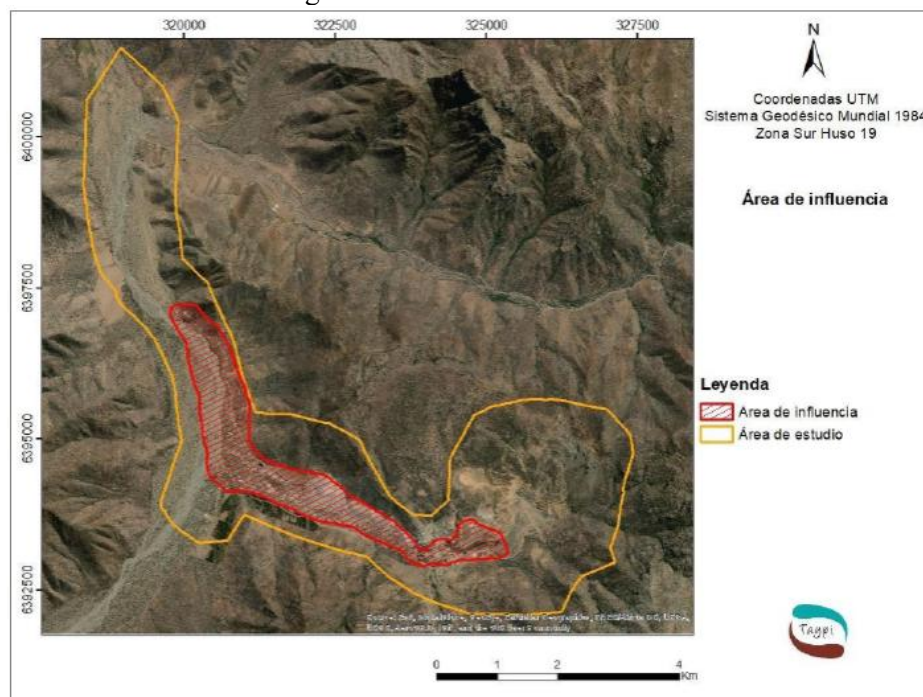 320000 322500 325000 327500
6400000
6397500
6395000
6392500
N
Coordenadas UTM
Sistema Geodésico Mundial 1984
Zona Sur Huso 19
Área de influencia
Leyenda
Área de influencia
Área de estudio
Taypi
0 1 2 4
Km